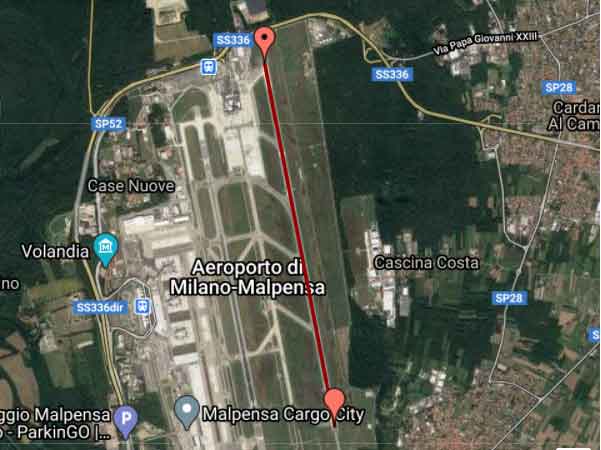 SS336
Via Papa Giovanni XXIII
SS336
SP28
SP52
Cardan
Al Cam
Case Nuove
Volandia
Aeroporto di
Milano-Malpensa
Cascina Costa
no
SS336dir
SP28
ggio Malpensa
o - ParkinGO |...
P
Malpensa Cargo City